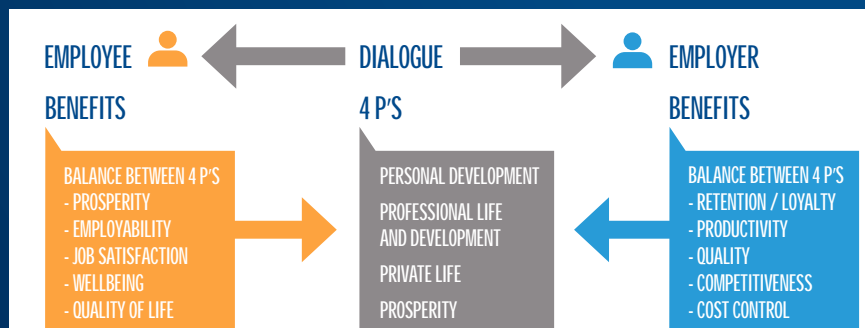 EMPLOYEE
DIALOGUE
EMPLOYER
BENEFITS
4 P'S
BENEFITS
BALANCE BETWEEN 4 P'S
- PROSPERITY
- EMPLOYABILITY
- JOB SATISFACTION
- WELLBEING
- QUALITY OF LIFE
PERSONAL DEVELOPMENT
PROFESSIONAL LIFE
AND DEVELOPMENT
PRIVATE LIFE
PROSPERITY
BALANCE BETWEEN 4 P'S
- RETENTION / LOYALTY
- PRODUCTIVITY
- QUALITY
- COMPETITIVENESS
- COST CONTROL